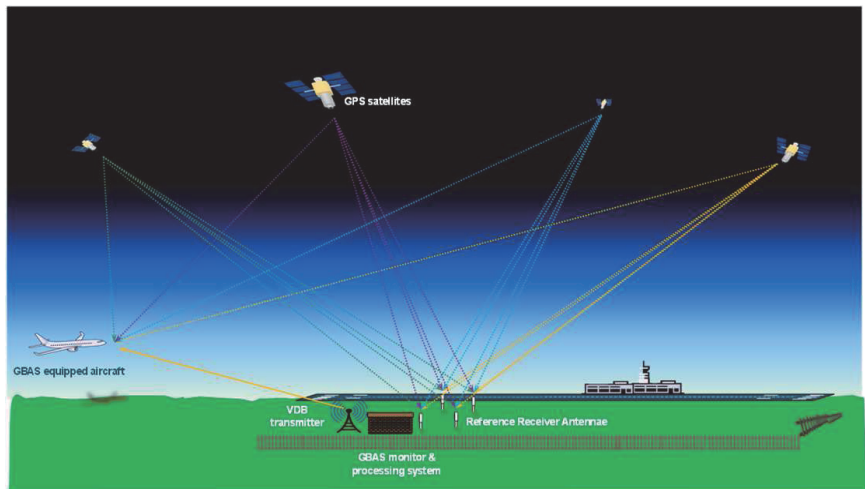 GPS satellites
GBAS equipped aircraft
VDB
transmitter
Reference Receiver Antennae
GBAS monitor &
processing system